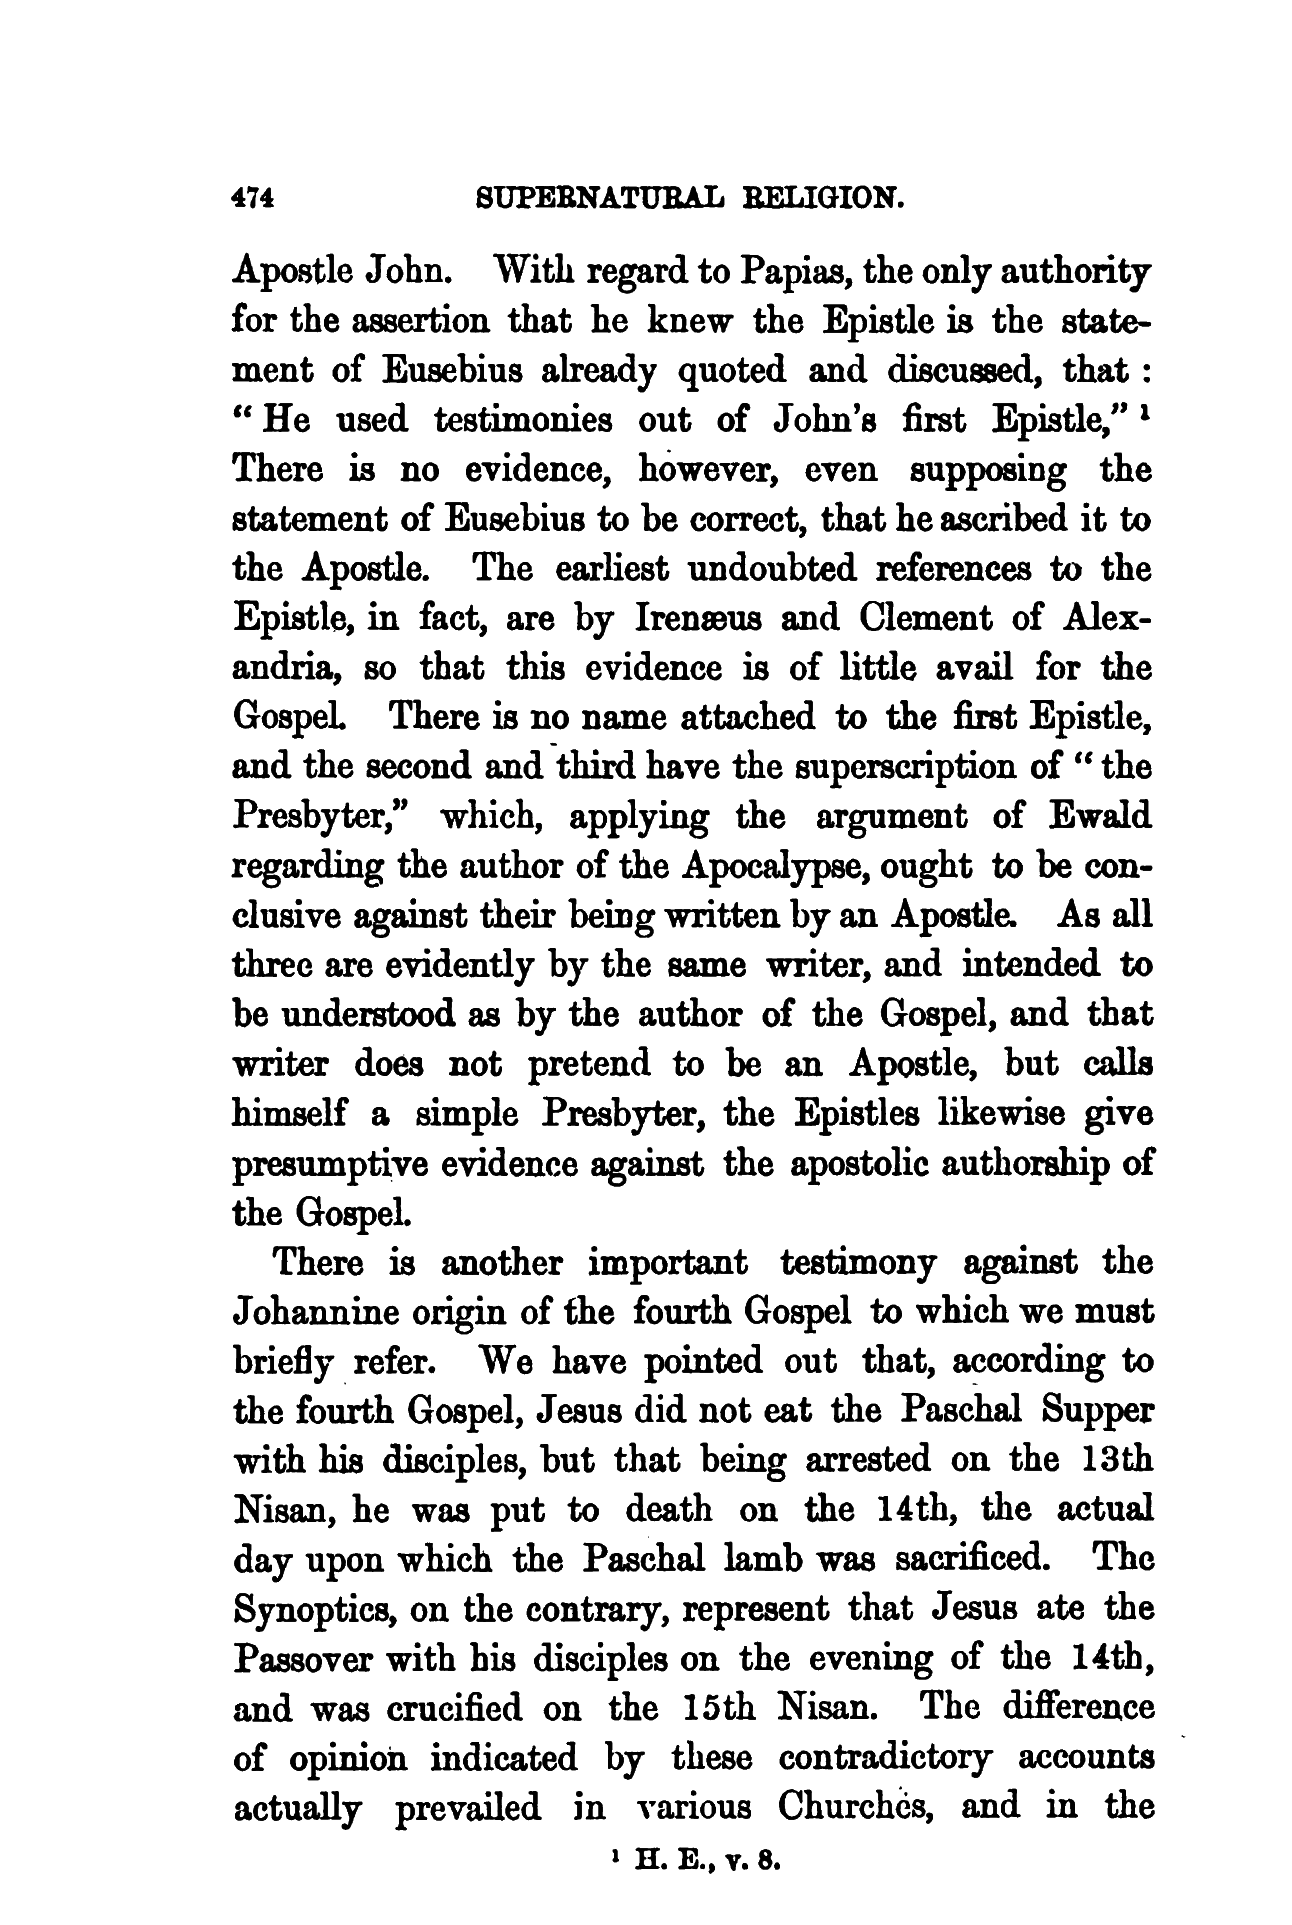 474 SUPERNATURAL RELIGION.
Apostle John. With regard to Papias, the only authority
for the assertion that he knew the Epistle is the state-
ment of Eusebius already quoted and discussed, that :
“ He used testimonies out of John’s first Epistle,” ¹
There is no evidence, however, even supposing the
statement of Eusebius to be correct, that he ascribed it to
the Apostle. The earliest undoubted references to the
Epistle, in fact, are by Irenæus and Clement of Alex-
andria, so that this evidence is of little avail for the
Gospel. There is no name attached to the first Epistle,
and the second and third have the superscription of “ the
Presbyter,” which, applying the argument of Ewald
regarding the author of the Apocalypse, ought to be con-
clusive against their being written by an Apostle. As all
three are evidently by the same writer, and intended to
be understood as by the author of the Gospel, and that
writer does not pretend to be an Apostle, but calls
himself a simple Presbyter, the Epistles likewise give
presumptive evidence against the apostolic authorship of
the Gospel.
There is another important testimony against the
Johannine origin of the fourth Gospel to which we must
briefly refer. We have pointed out that, according to
the fourth Gospel, Jesus did not eat the Paschal Supper
with his disciples, but that being arrested on the 13th
Nisan, he was put to death on the 14th, the actual
day upon which the Paschal lamb was sacrificed. The
Synoptics, on the contrary, represent that Jesus ate the
Passover with his disciples on the evening of the 14th,
and was crucified on the 15th Nisan. The difference
of opinion indicated by these contradictory accounts
actually prevailed in various Churches, and in the
¹ H. E., v. 8.